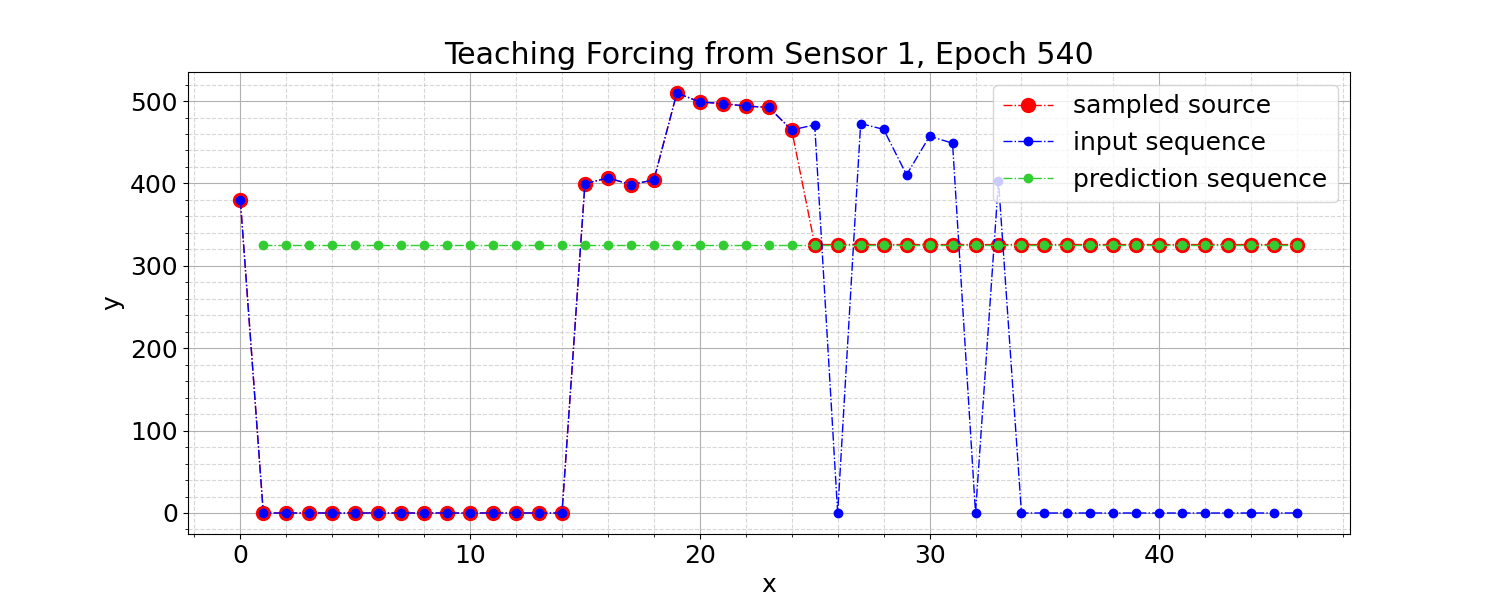 Teaching Forcing from Sensor 1, Epoch 540
500
400
300
200
100
0
y
sampled source
input sequence
prediction sequence
0 10 20 30 40
x